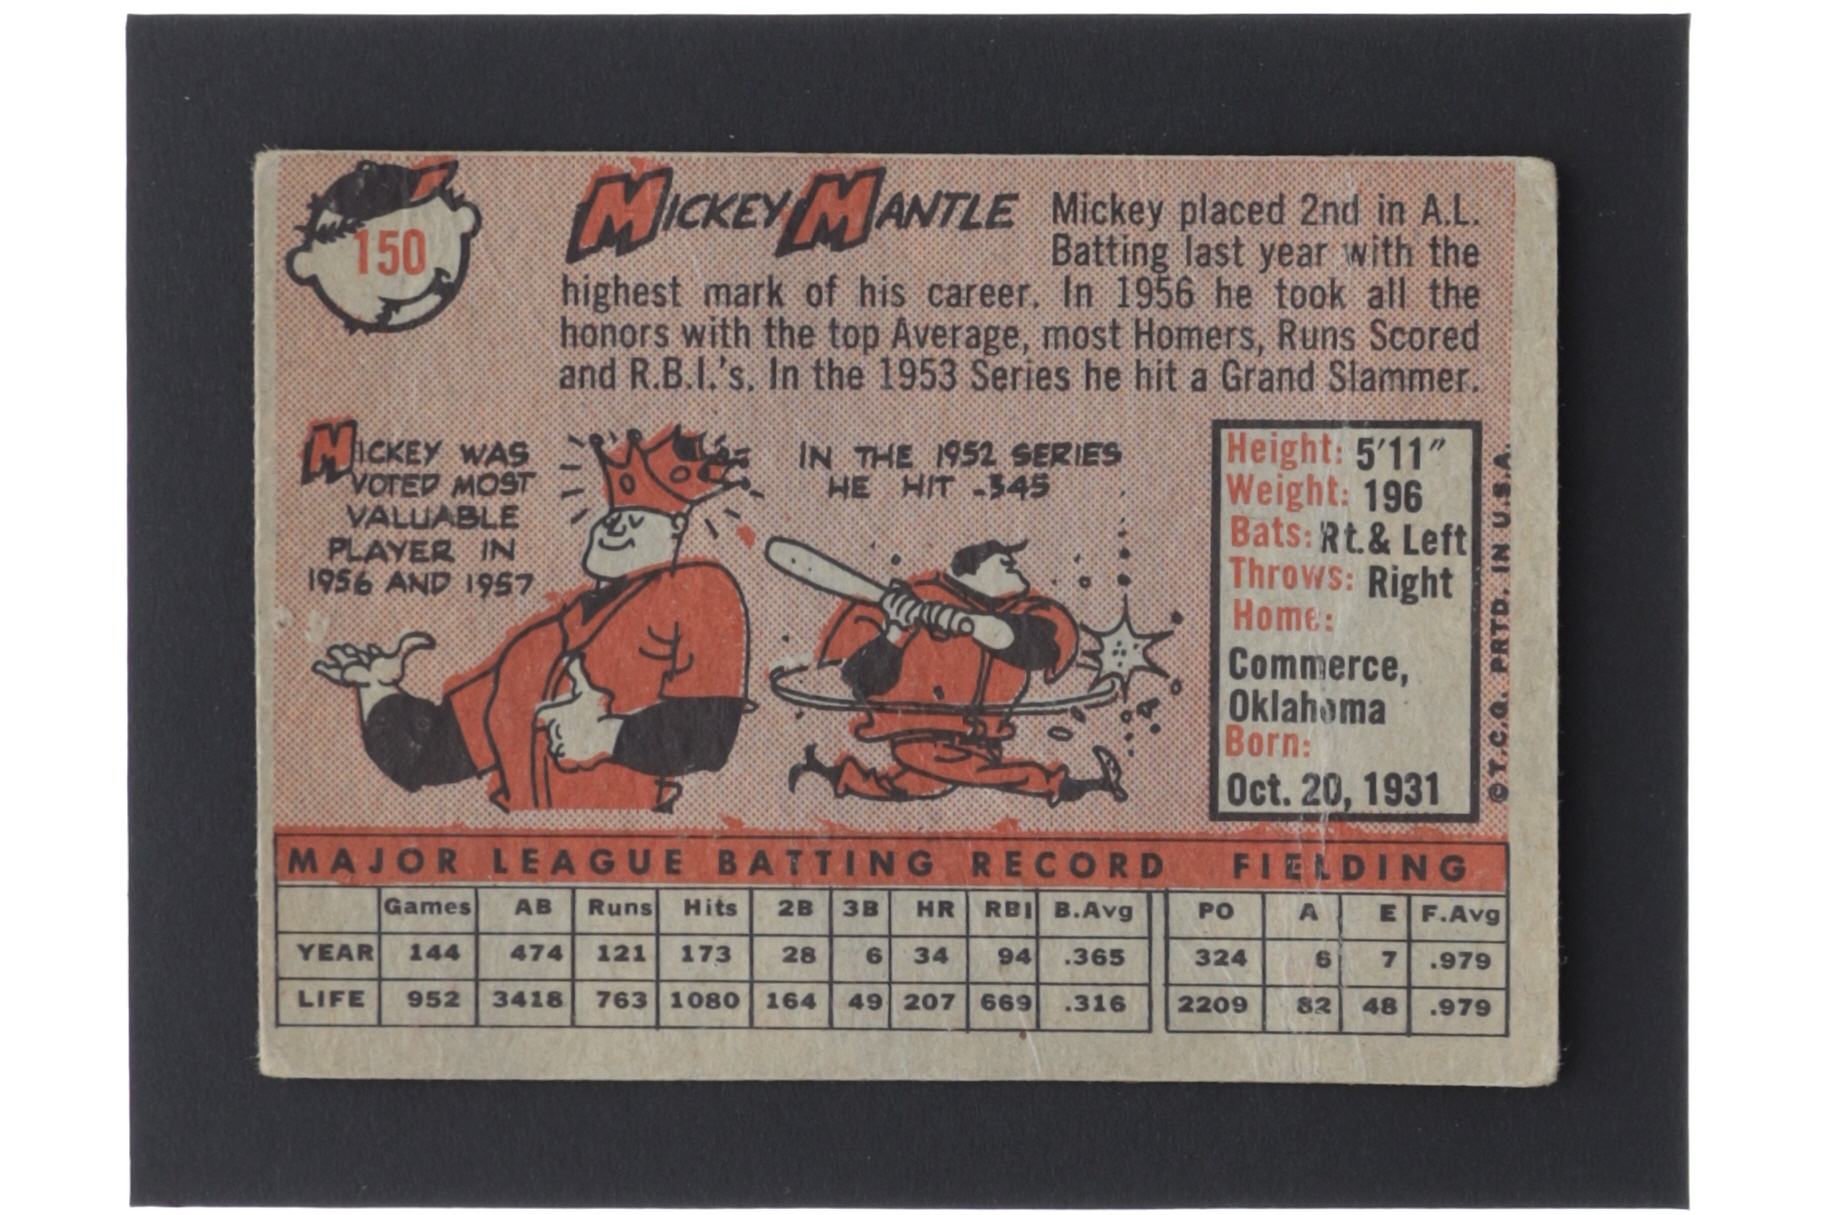 150
MICKEY MANTLE
Mickey placed 2nd in A.L.
Batting last year with the
highest mark of his career. In 1956 he took all the
honors with the top Average, most Homers, Runs Scored
and R.B.I.'s. In the 1953 Series he hit a Grand Slammer.
MICKEY WAS
VOTED MOST
VALUABLE
PLAYER IN
1956 AND 1957
IN THE 1952 SERIES
HE HIT .345
Height: 5'11"
Weight: 196
Bats: Rt. & Left
Throws: Right
Home:
Commerce,
Oklahoma
Born:
Oct. 20, 1931
©T.C.G. PRTD. IN U.S.A.
MAJOR LEAGUE BATTING RECORD FIELDING
Games AB Runs Hits 2B 3B HR RBI B.Avg PO A E F.Avg
YEAR 144 474 121 173 28 6 34 94 .365 324 6 7 .979
LIFE 952 3418 763 1080 164 49 207 669 .316 2209 82 48 .979